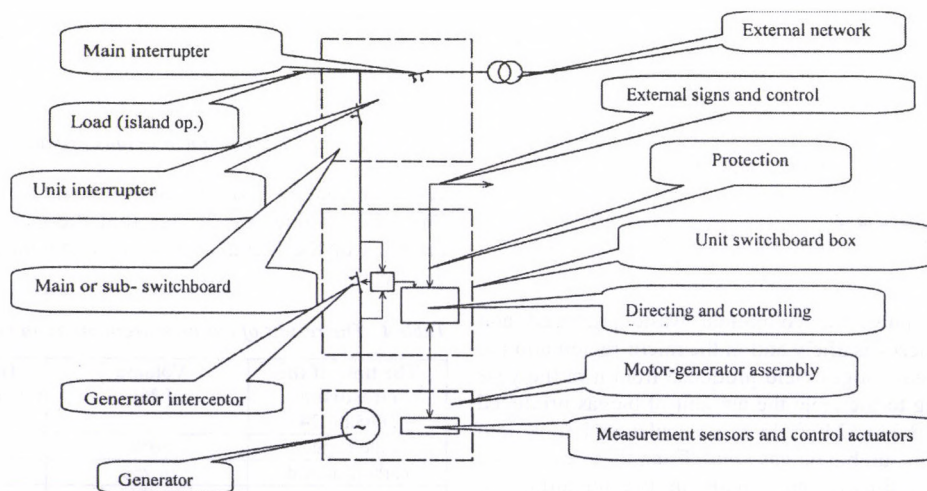 Main interrupter
External network
External signs and control
Load (island op.)
Protection
Unit interrupter
Unit switchboard box
Main or sub- switchboard
Directing and controlling
Motor-generator assembly
Generator interceptor
~
Measurement sensors and control actuators
Generator